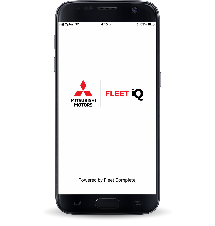 MITSUBISHI
MOTORS
FLEET iQ
Powered by Fleet Complete